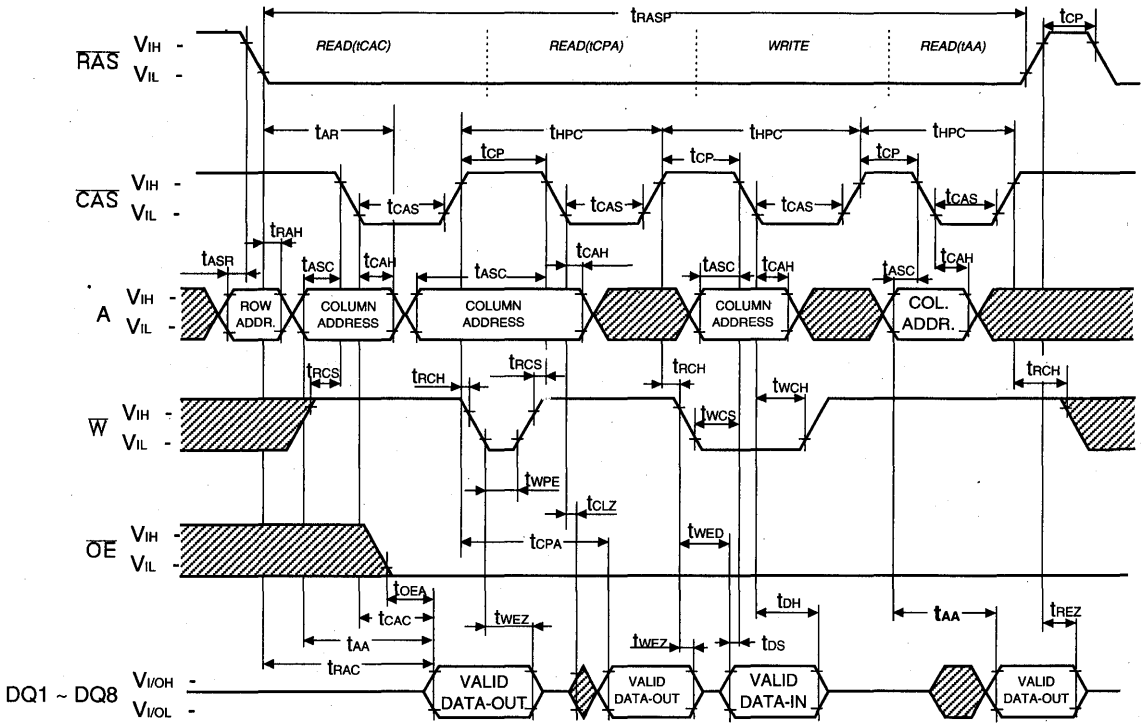 tRASP
tCP
VIH -
RAS
VIL -
READ(tCAC)
READ(tCPA)
WRITE
READ(tAA)
tAR
tHPC
tHPC
tHPC
tCP
tCP
tCP
VIH -
CAS
VIL -
tCAS
tCAS
tCAS
tCAS
tRAH
tASR
tASC
tCAH
tASC
tCAH
tASC
tCAH
tASC
tCAH
VIH -
A
VIL -
ROW
ADDR.
COLUMN
ADDRESS
COLUMN
ADDRESS
COLUMN
ADDRESS
COL.
ADDR.
tRCS
tRCH
tRCS
tRCH
tWCH
tRCH
VIH -
W
VIL -
tWCS
tWPE
tCLZ
VIH -
OE
VIL -
tCPA
tWED
tOEA
tCAC
tWEZ
tDH
tAA
tREZ
tAA
tWEZ
tDS
tRAC
VI/OH -
DQ1 ~ DQ8
VI/OL -
VALID
DATA-OUT
VALID
DATA-OUT
VALID
DATA-IN
VALID
DATA-OUT